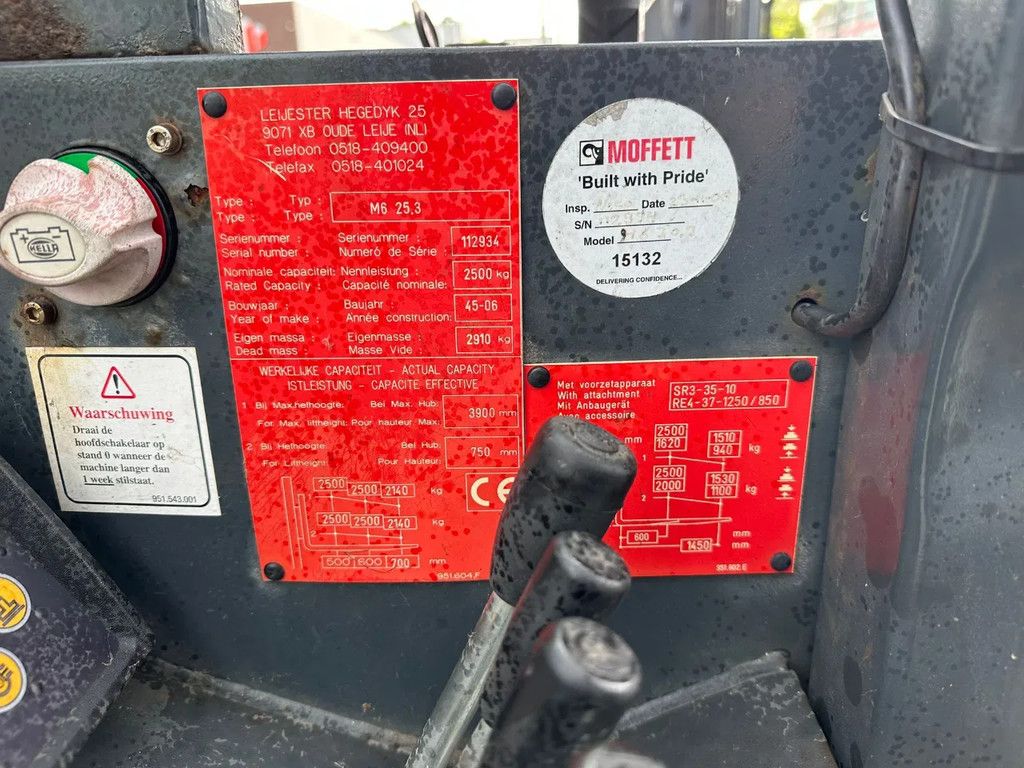 LEIJESTER HEGEDYK 25
9071 XB OUDE LEIJE (NL)
Telefoon 0518-409400
Telefax 0518-401024
Type : Typ : M6 25,3
Type : Type :
Serienummer : Serienummer : 112934
Serial number : Numeró de Série :
Nominale capaciteit: Nennleistung : 2500 kg
Rated Capacity : Capacité nominale:
Bouwjaar : Baujahr : 45-06
Year of make : Année construction:
Eigen massa : Eigenmasse : 2910 kg
Dead mass : Masse Vide :
WERKELIJKE CAPACITEIT - ACTUAL CAPACITY
ISTLEISTUNG - CAPACITÉ EFFECTIVE
1 Bij Max.hefhoogte: Bei Max. Hub: 3900 mm
For Max. liftheight: Pour hauteur Max.:
2 Bij Hefhoogte: Bei Hub: 750 mm
For Liftheight: Pour Hauteur:
2500 2500 2140 kg
1
2500 2500 2140 kg
2
500 600 700 mm
CE
951.604.F
MOFFETT
'Built with Pride'
Insp. Date
S/N
Model
15132
DELIVERING CONFIDENCE...
Met voorzetapparaat SR3-35-10
With attachment RE4-37-1250/850
Mit Anbaugerät
Avec accessoire
mm 2500 1510
1620 940 kg
1
2500 1530
2000 1100 kg
2
600 mm
1450 mm
951.602.E
HELLA
Waarschuwing
Draai de
hoofdschakelaar op
stand 0 wanneer de
machine langer dan
1 week stilstaat.
951.543.001